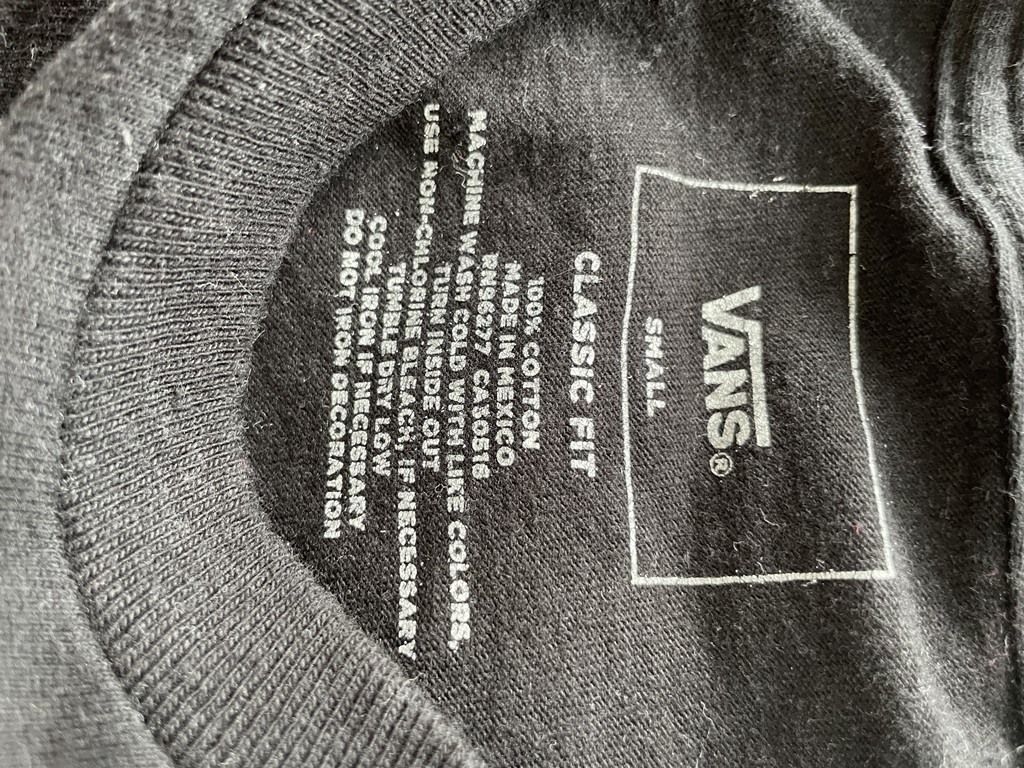 VANS®
SMALL
CLASSIC FIT
100% COTTON
MADE IN MEXICO
RN36277 CA30516
MACHINE WASH COLD WITH LIKE COLORS,
TURN INSIDE OUT
USE NON-CHLORINE BLEACH, IF NECESSARY
TUMBLE DRY LOW
COOL IRON IF NECESSARY
DO NOT IRON DECORATION